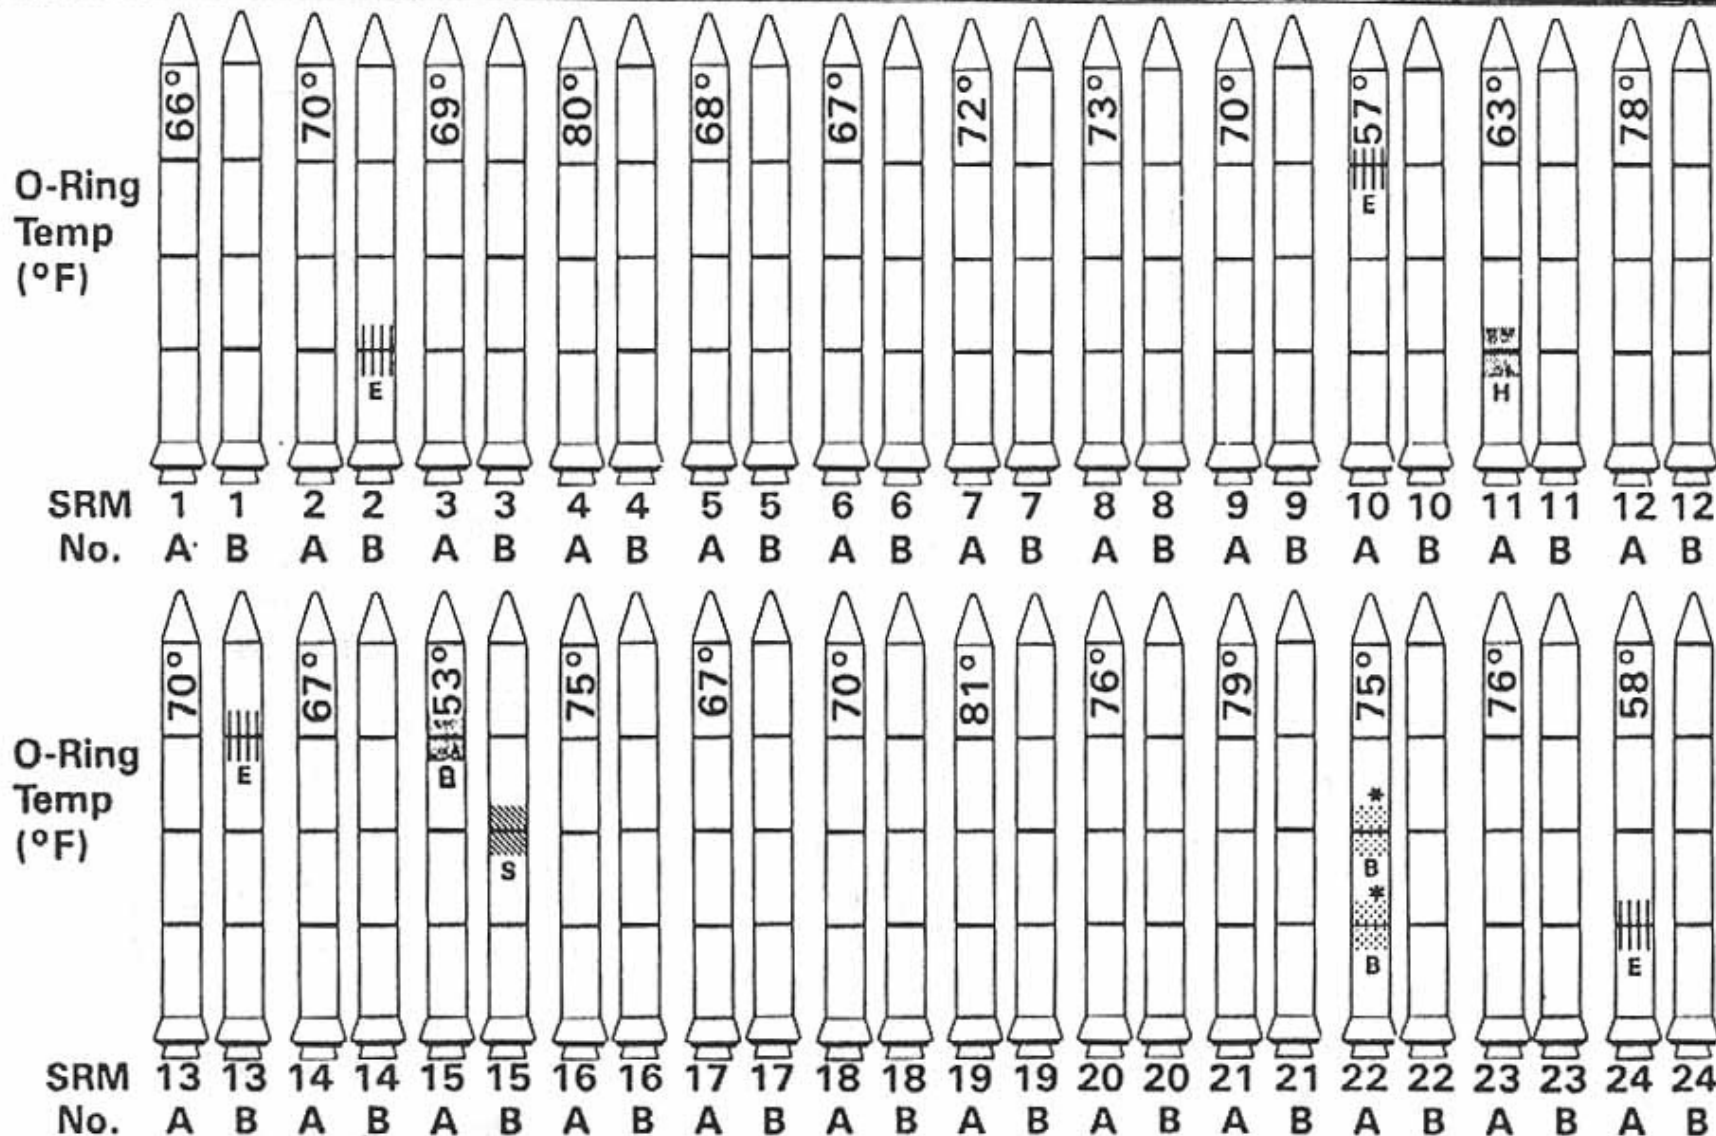 66° 70° 69° 80° 68° 67° 72° 73° 70° 57° 63° 78°
O-Ring
Temp
(°F)
E
E
H
SRM 1 1 2 2 3 3 4 4 5 5 6 6 7 7 8 8 9 9 10 10 11 11 12 12
No. A B A B A B A B A B A B A B A B A B A B A B A B
70° 67° 53° 75° 67° 70° 81° 76° 79° 75° 76° 58°
O-Ring
Temp
(°F)
E
*
S
B
*
B
E
SRM 13 13 14 14 15 15 16 16 17 17 18 18 19 19 20 20 21 21 22 22 23 23 24 24
No. A B A B A B A B A B A B A B A B A B A B A B A B